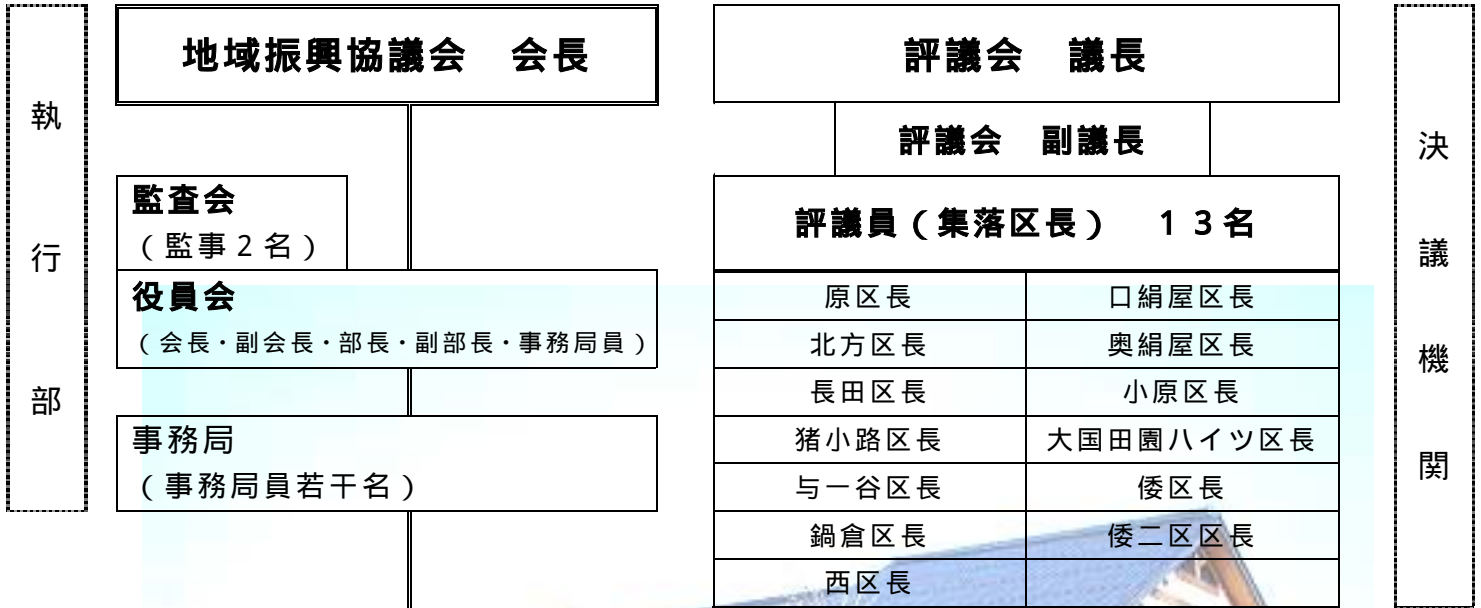 執行部
地域振興協議会　会長
監査会
（監事２名）
役員会
（会長・副会長・部長・副部長・事務局員）
事務局
（事務局員若干名）
評議会　議長
評議会　副議長
評議員（集落区長）　１３名
原区長　口絹屋区長
北方区長　奥絹屋区長
長田区長　小原区長
猪小路区長　大国田園ハイツ区長
与一谷区長　倭区長
鍋倉区長　倭二区区長
西区長
決議機関